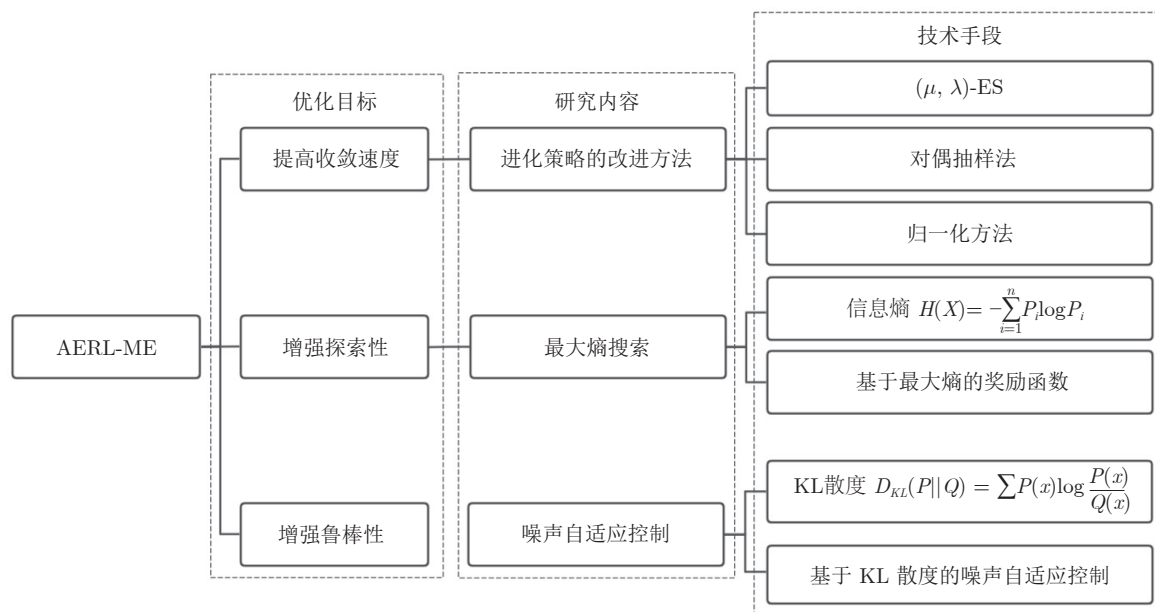 技术手段
优化目标
研究内容
(μ, λ)-ES
提高收敛速度
进化策略的改进方法
对偶抽样法
归一化方法
信息熵 H(X)= −∑_{i=1}^{n} P_i log P_i
AERL-ME
增强探索性
最大熵搜索
基于最大熵的奖励函数
KL散度 D_{KL}(P||Q) = ∑P(x)log P(x)/Q(x)
增强鲁棒性
噪声自适应控制
基于 KL 散度的噪声自适应控制